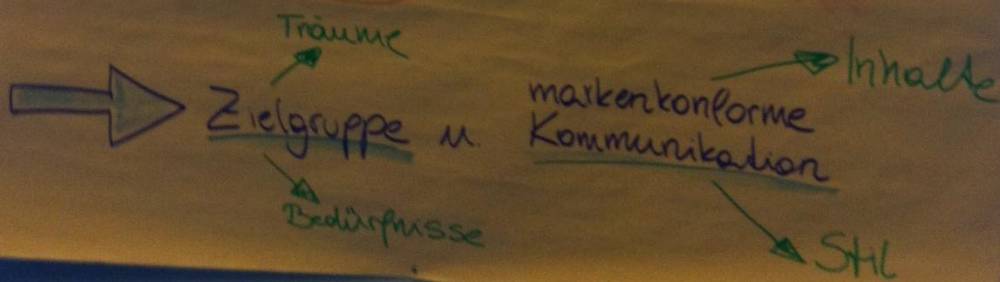 Träume
Inhalte
markenkonforme
Zielgruppe u. Kommunikation
Bedürfnisse
Stil